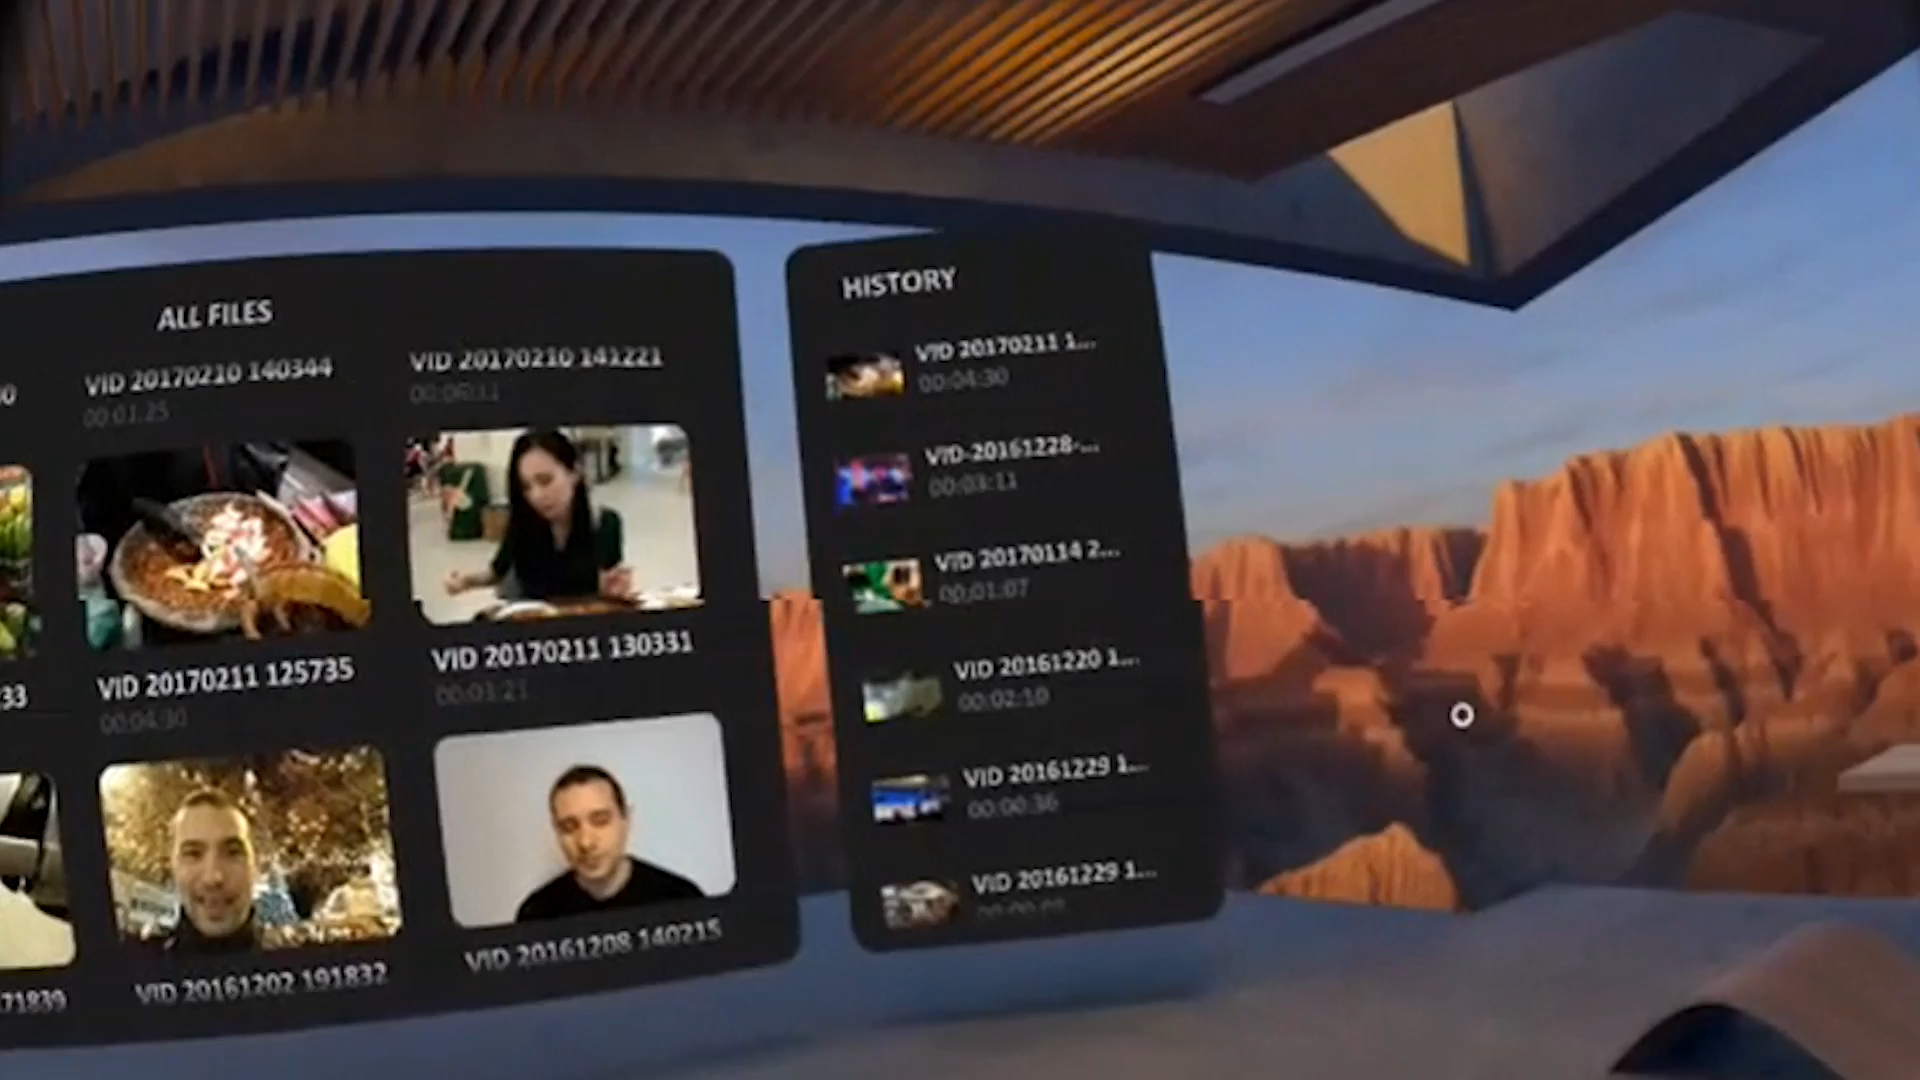 ALL FILES
VID 20170210 140344
00:01:25
VID 20170210 141221
VID 20170211 125735
00:04:30
VID 20170211 130331
00:03:21
33
71839
VID 20161202 191832
VID 20161208 140215
HISTORY
VID 20170211 1...
00:04:30
VID-20161228-...
00:03:11
VID 20170114 2...
00:01:07
VID 20161220 1...
00:02:10
VID 20161229 1...
00:00:36
VID 20161229 1...